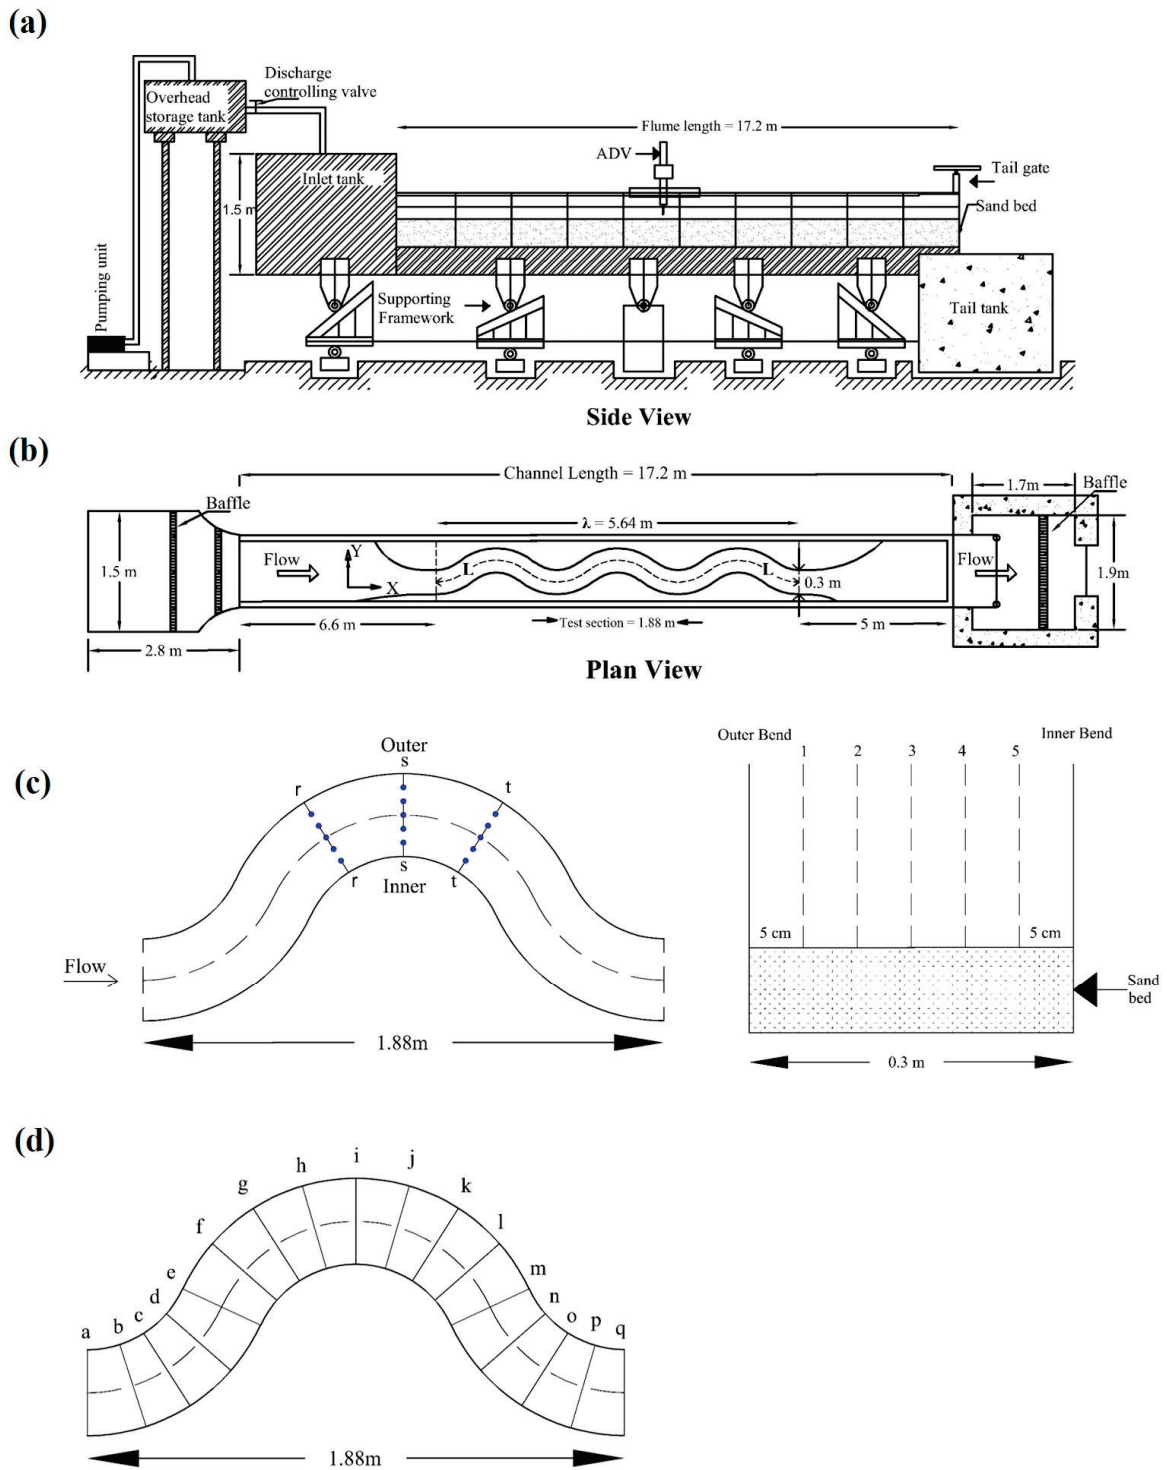 (a)
Discharge
controlling valve
Overhead
storage tank
Flume length = 17.2 m
ADV
Inlet tank
Tail gate
1.5 m
Sand bed
Pumping unit
Supporting
Framework
Tail tank
Side View
(b)
Channel Length = 17.2 m
1.7m
Baffle
Baffle
λ = 5.64 m
Flow
Y
L
L
Flow
1.5 m
X
0.3 m
1.9m
6.6 m
Test section = 1.88 m
5 m
2.8 m
Plan View
(c)
Outer
s
r
t
s
r
t
Inner
Flow
1.88m
Outer Bend
Inner Bend
1 2 3 4 5
5 cm
5 cm
Sand
bed
0.3 m
(d)
a b c d e f g h i j k l m n o p q
1.88m